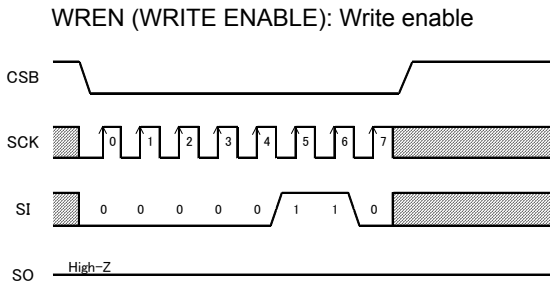 WREN (WRITE ENABLE): Write enable
CSB
SCK 0 1 2 3 4 5 6 7
SI 0 0 0 0 0 1 1 0
High-Z
SO